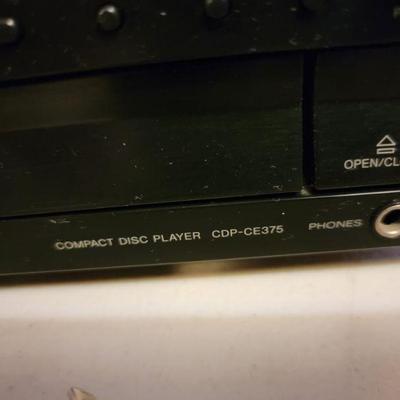 OPEN/CL
COMPACT DISC PLAYER CDP-CE375 PHONES